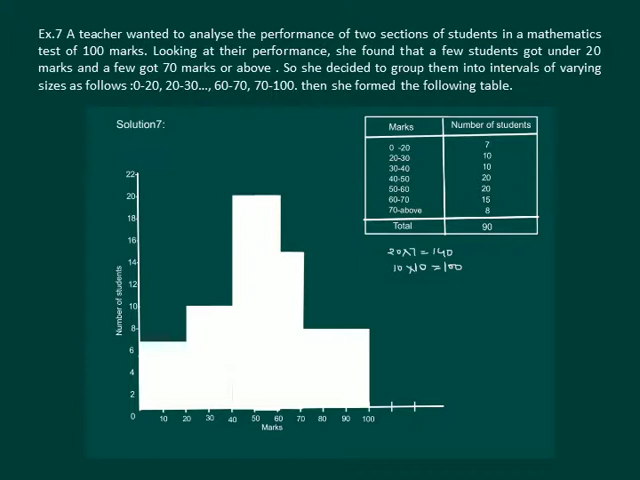 Ex.7 A teacher wanted to analyse the performance of two sections of students in a mathematics
test of 100 marks. Looking at their performance, she found that a few students got under 20
marks and a few got 70 marks or above . So she decided to group them into intervals of varying
sizes as follows :0-20, 20-30..., 60-70, 70-100. then she formed the following table.
Solution7:
Marks Number of students
0 -20 7
20-30 10
30-40 10
40-50 20
50-60 20
60-70 15
70-above 8
Total 90
20x7 = 140
10 x10 = 100
Number of students
22
20
18
16
14
12
10
8
6
4
2
0
10 20 30 40 50 60 70 80 90 100
Marks